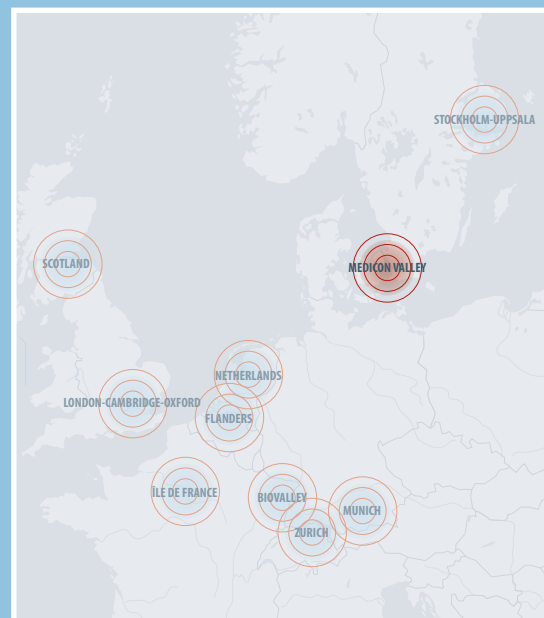 STOCKHOLM-UPPSALA
SCOTLAND
MEDICON VALLEY
NETHERLANDS
LONDON-CAMBRIDGE-OXFORD
FLANDERS
ÎLE DE FRANCE
BIOVALLEY
MUNICH
ZURICH